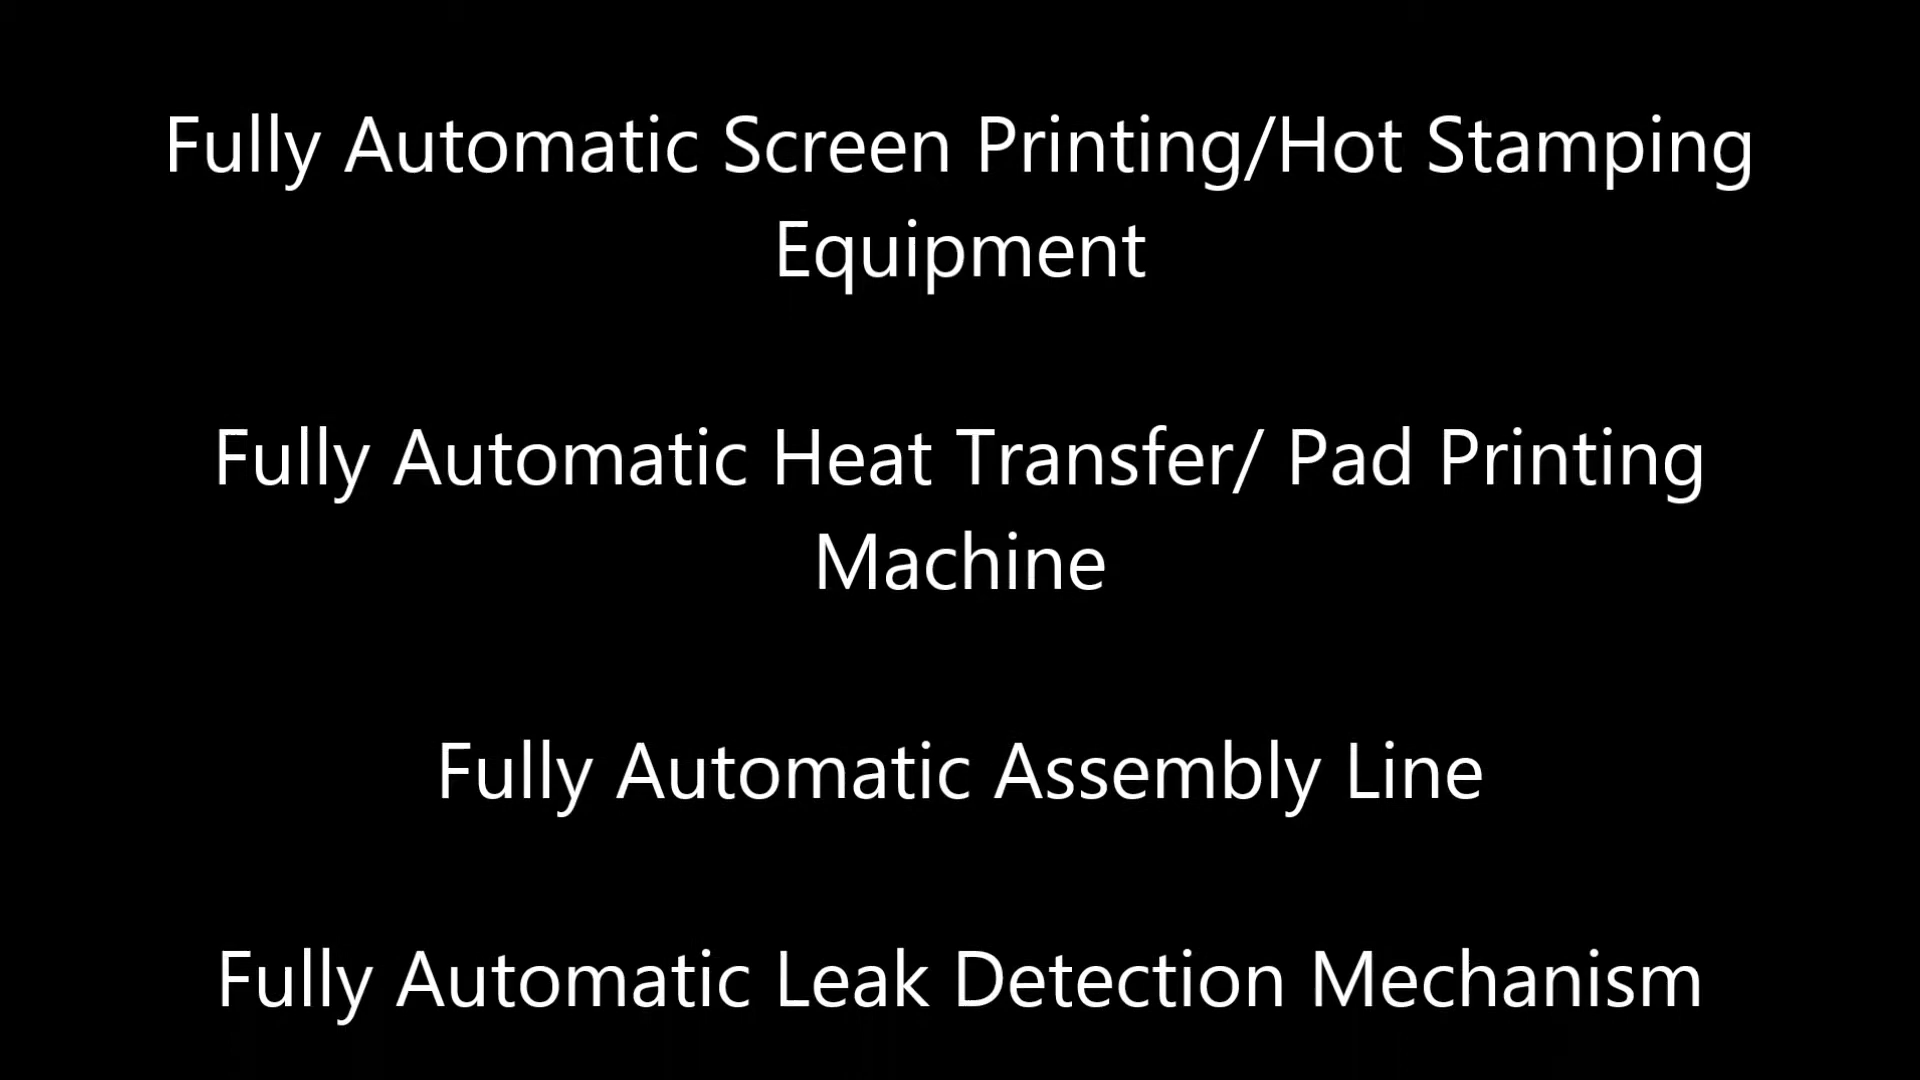 Fully Automatic Screen Printing/Hot Stamping
Equipment
Fully Automatic Heat Transfer/ Pad Printing
Machine
Fully Automatic Assembly Line
Fully Automatic Leak Detection Mechanism